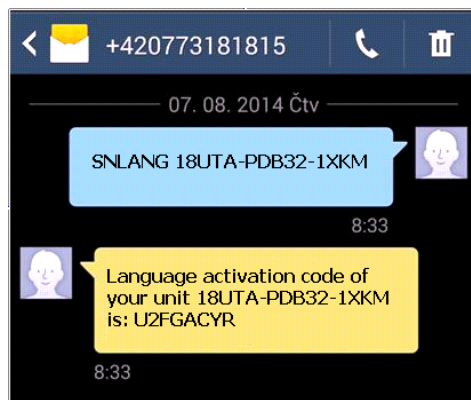 +420773181815
07. 08. 2014 Čtv
SNLANG 18UTA-PDB32-1XKM
8:33
Language activation code of
your unit 18UTA-PDB32-1XKM
is: U2FGACYR
8:33